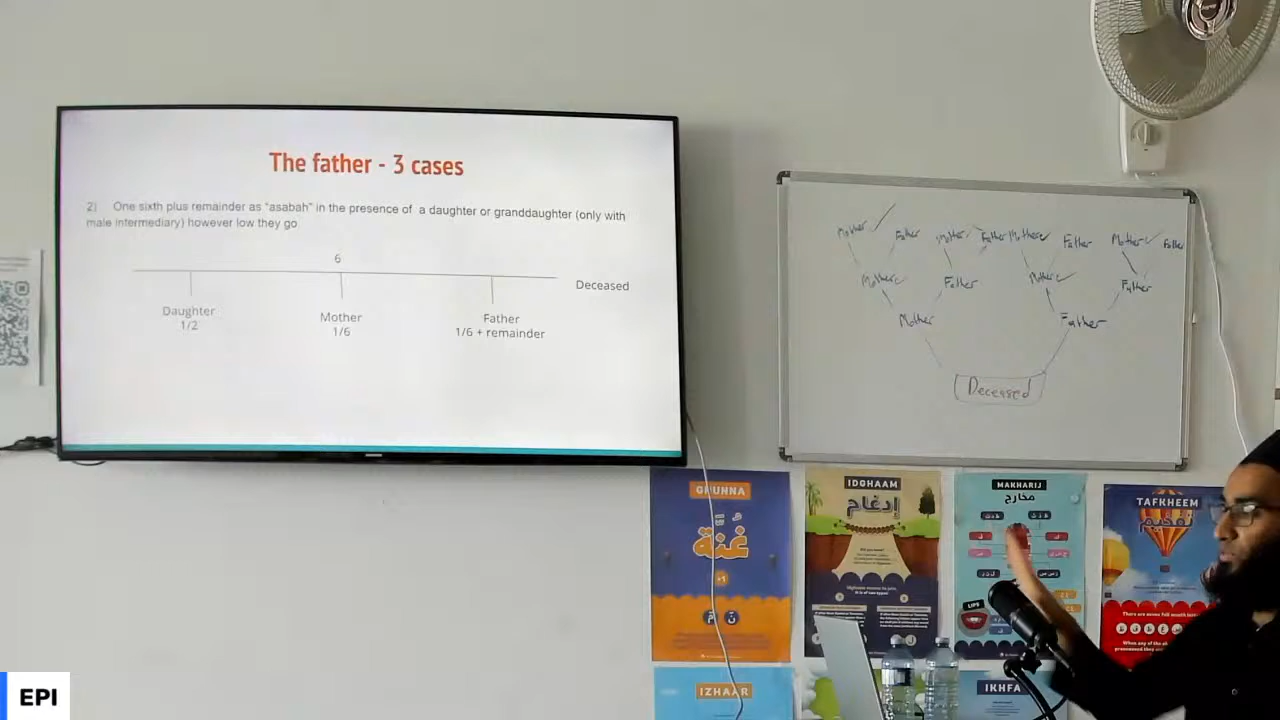 The father - 3 cases
2) One sixth plus remainder as "asabah" in the presence of a daughter or granddaughter (only with
male intermediary) however low they go
6
Deceased
Daughter
1/2
Mother
1/6
Father
1/6 + remainder
Mother ✓ Father Mother ✓ Father Mother ✓ Father Mother ✓ Father
Mother ✓ Father Mother ✓ Father
Mother Father
Deceased
GHUNNA
غُنَّة
IDGHAAM
إدغام
MAKHARIJ
مخارج
LIPS
TAFKHEEM
تفخيم
IZHAAR
IKHFA
EPI